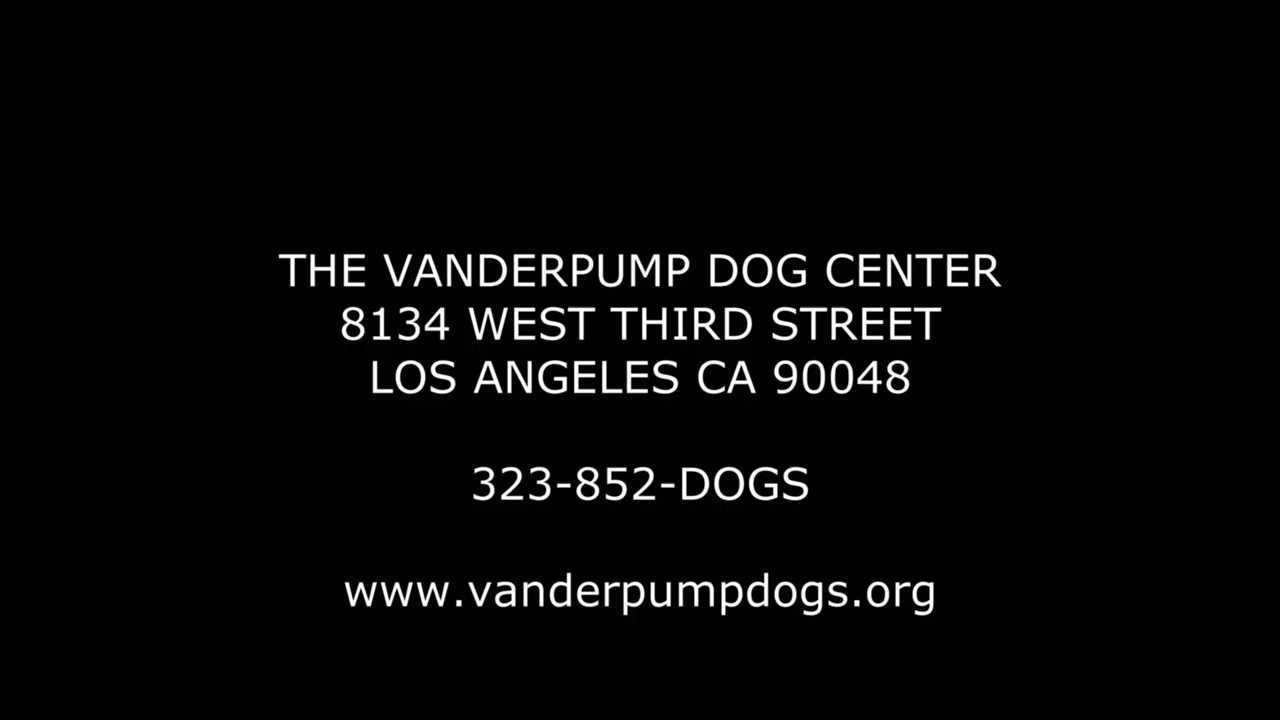 THE VANDERPUMP DOG CENTER
8134 WEST THIRD STREET
LOS ANGELES CA 90048
323-852-DOGS
www.vanderpumpdogs.org